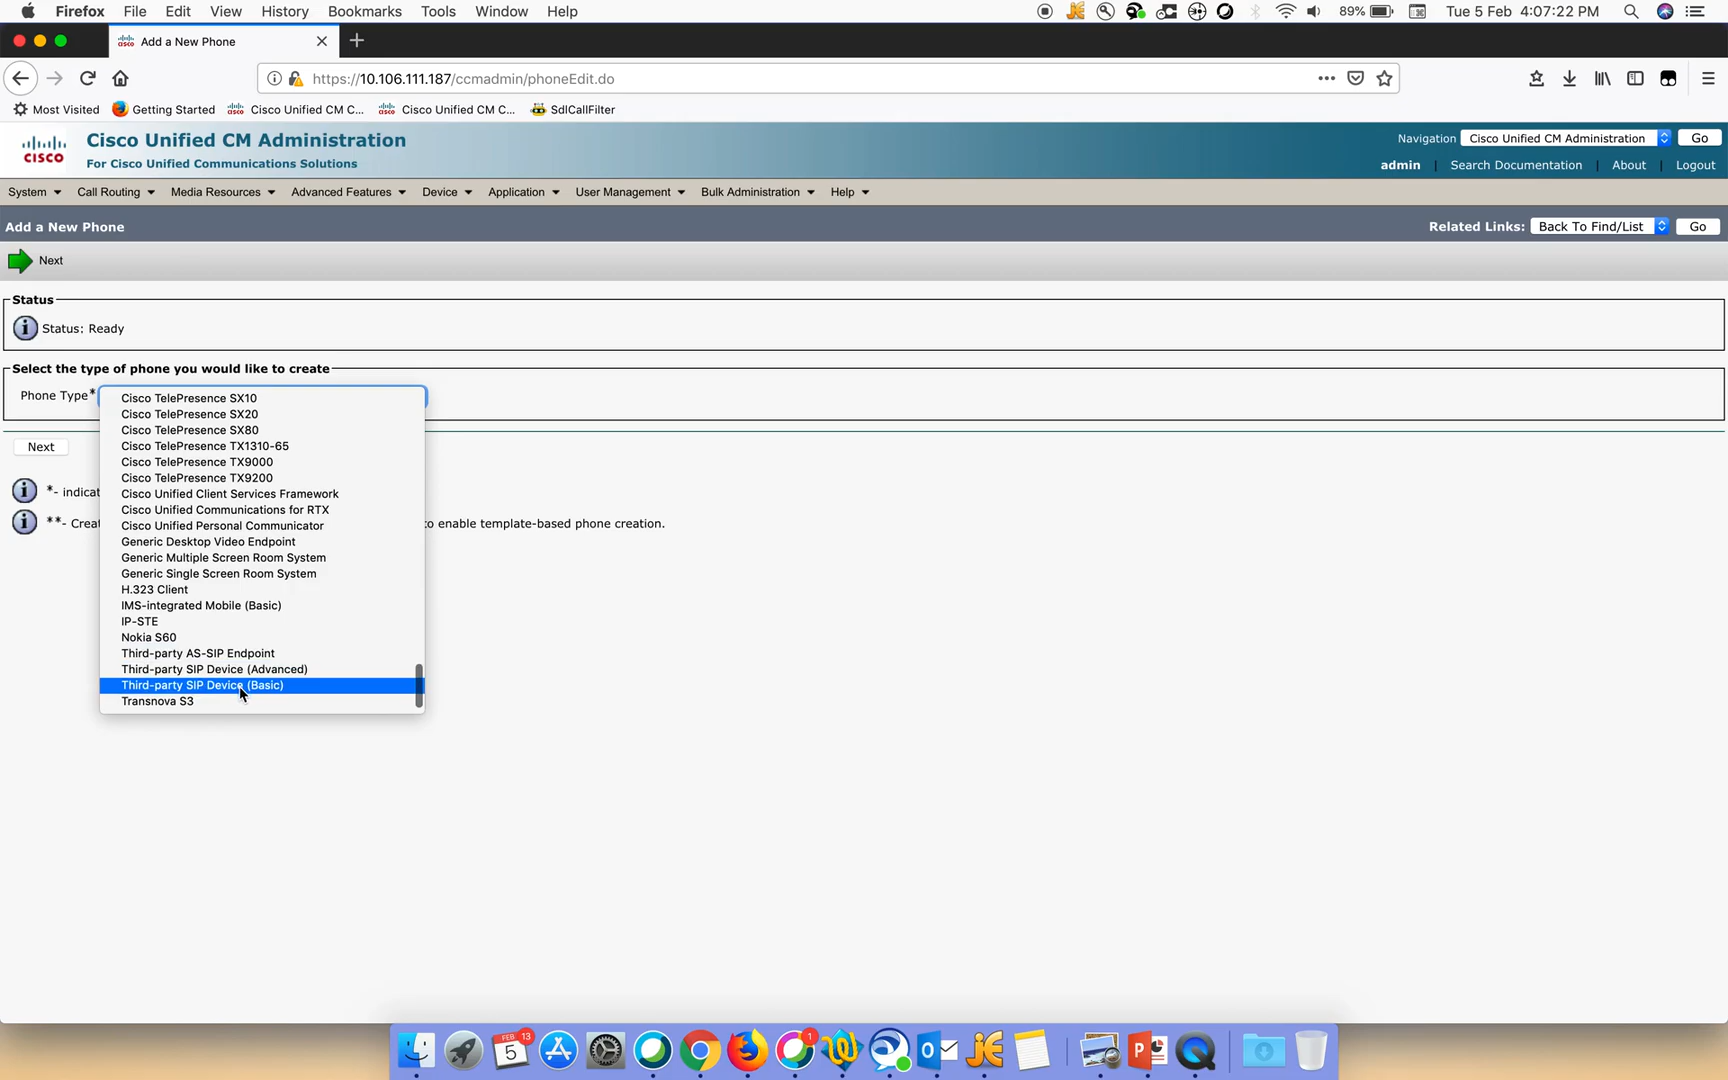 Firefox File Edit View History Bookmarks Tools Window Help 89% Tue 5 Feb 4:07:22 PM
Add a New Phone
https://10.106.111.187/ccmadmin/phoneEdit.do
Most Visited Getting Started Cisco Unified CM C... Cisco Unified CM C... SdlCallFilter
CISCO
Cisco Unified CM Administration
For Cisco Unified Communications Solutions
Navigation Cisco Unified CM Administration Go
admin | Search Documentation | About | Logout
System Call Routing Media Resources Advanced Features Device Application User Management Bulk Administration Help
Add a New Phone
Related Links: Back To Find/List Go
Next
Status
Status: Ready
Select the type of phone you would like to create
Phone Type*
Cisco TelePresence SX10
Cisco TelePresence SX20
Cisco TelePresence SX80
Cisco TelePresence TX1310-65
Cisco TelePresence TX9000
Cisco TelePresence TX9200
Cisco Unified Client Services Framework
Cisco Unified Communications for RTX
Cisco Unified Personal Communicator
Generic Desktop Video Endpoint
Generic Multiple Screen Room System
Generic Single Screen Room System
H.323 Client
IMS-integrated Mobile (Basic)
IP-STE
Nokia S60
Third-party AS-SIP Endpoint
Third-party SIP Device (Advanced)
Third-party SIP Device (Basic)
Transnova S3
Next
*- indicat
**- Creat
to enable template-based phone creation.
FEB 13
5
1